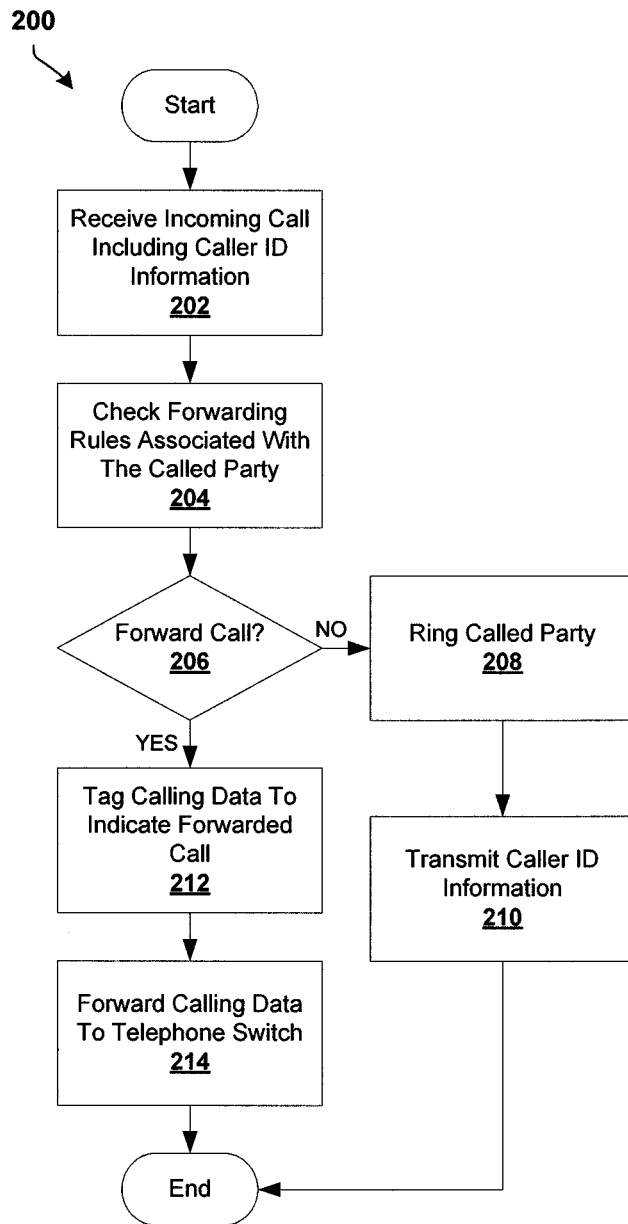 200
Start
Receive Incoming Call
Including Caller ID
Information
202
Check Forwarding
Rules Associated With
The Called Party
204
Forward Call?
206
NO
Ring Called Party
208
YES
Tag Calling Data To
Indicate Forwarded
Call
212
Transmit Caller ID
Information
210
Forward Calling Data
To Telephone Switch
214
End